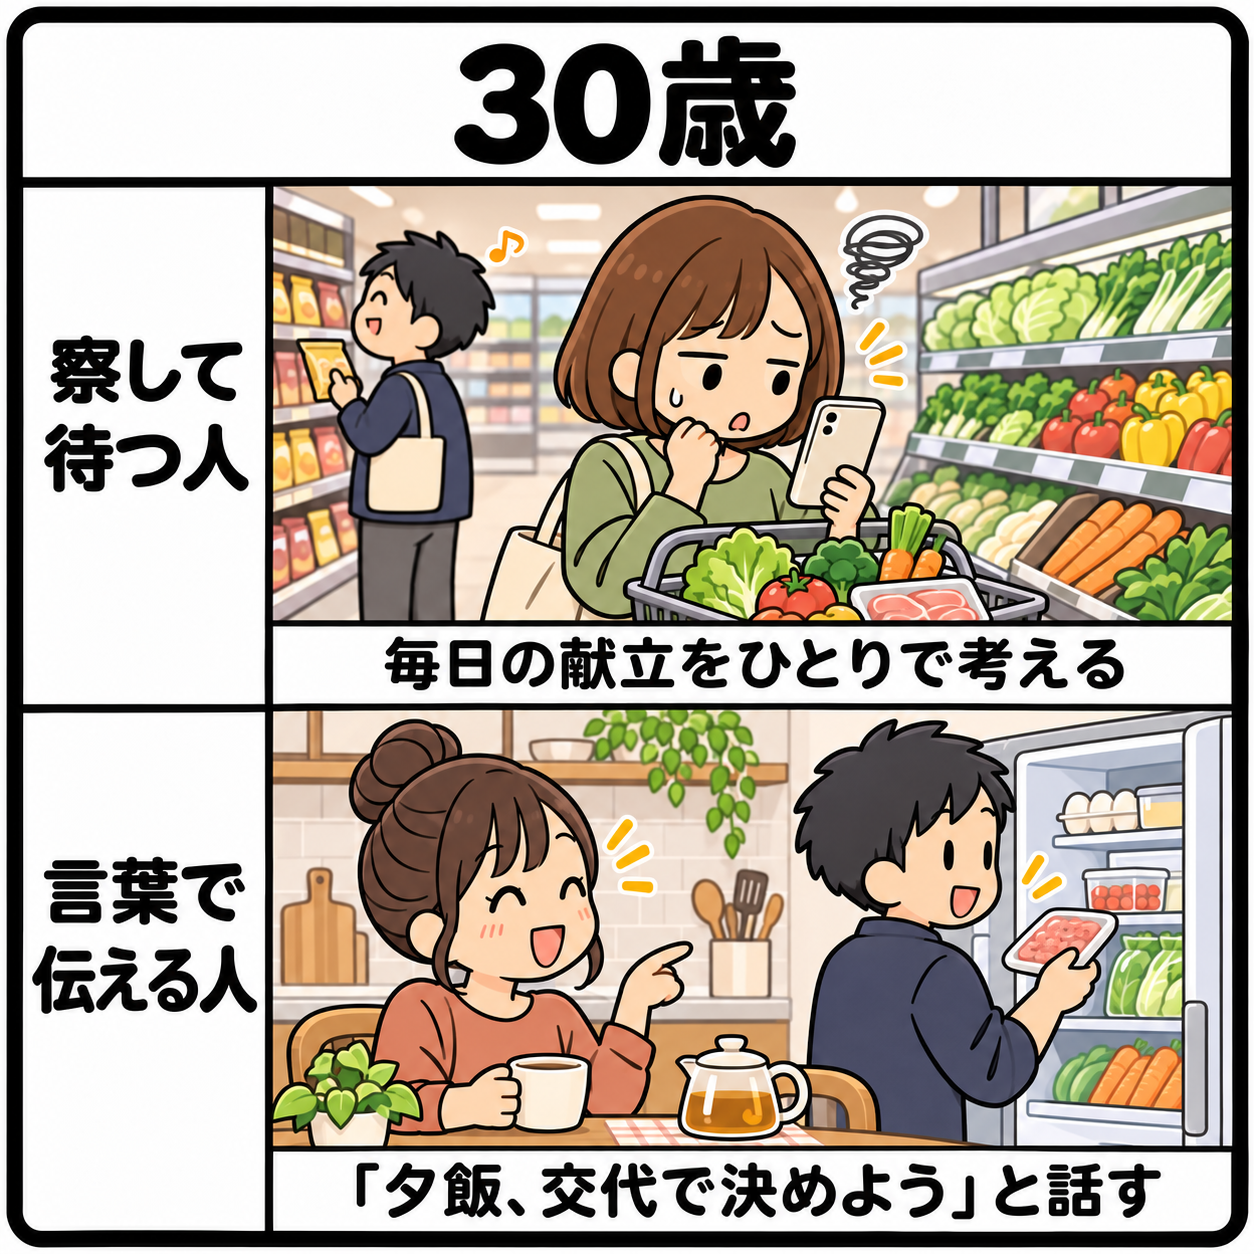 30歳
察して
待つ人
毎日の献立をひとりで考える
言葉で
伝える人
「夕飯、交代で決めよう」と話す